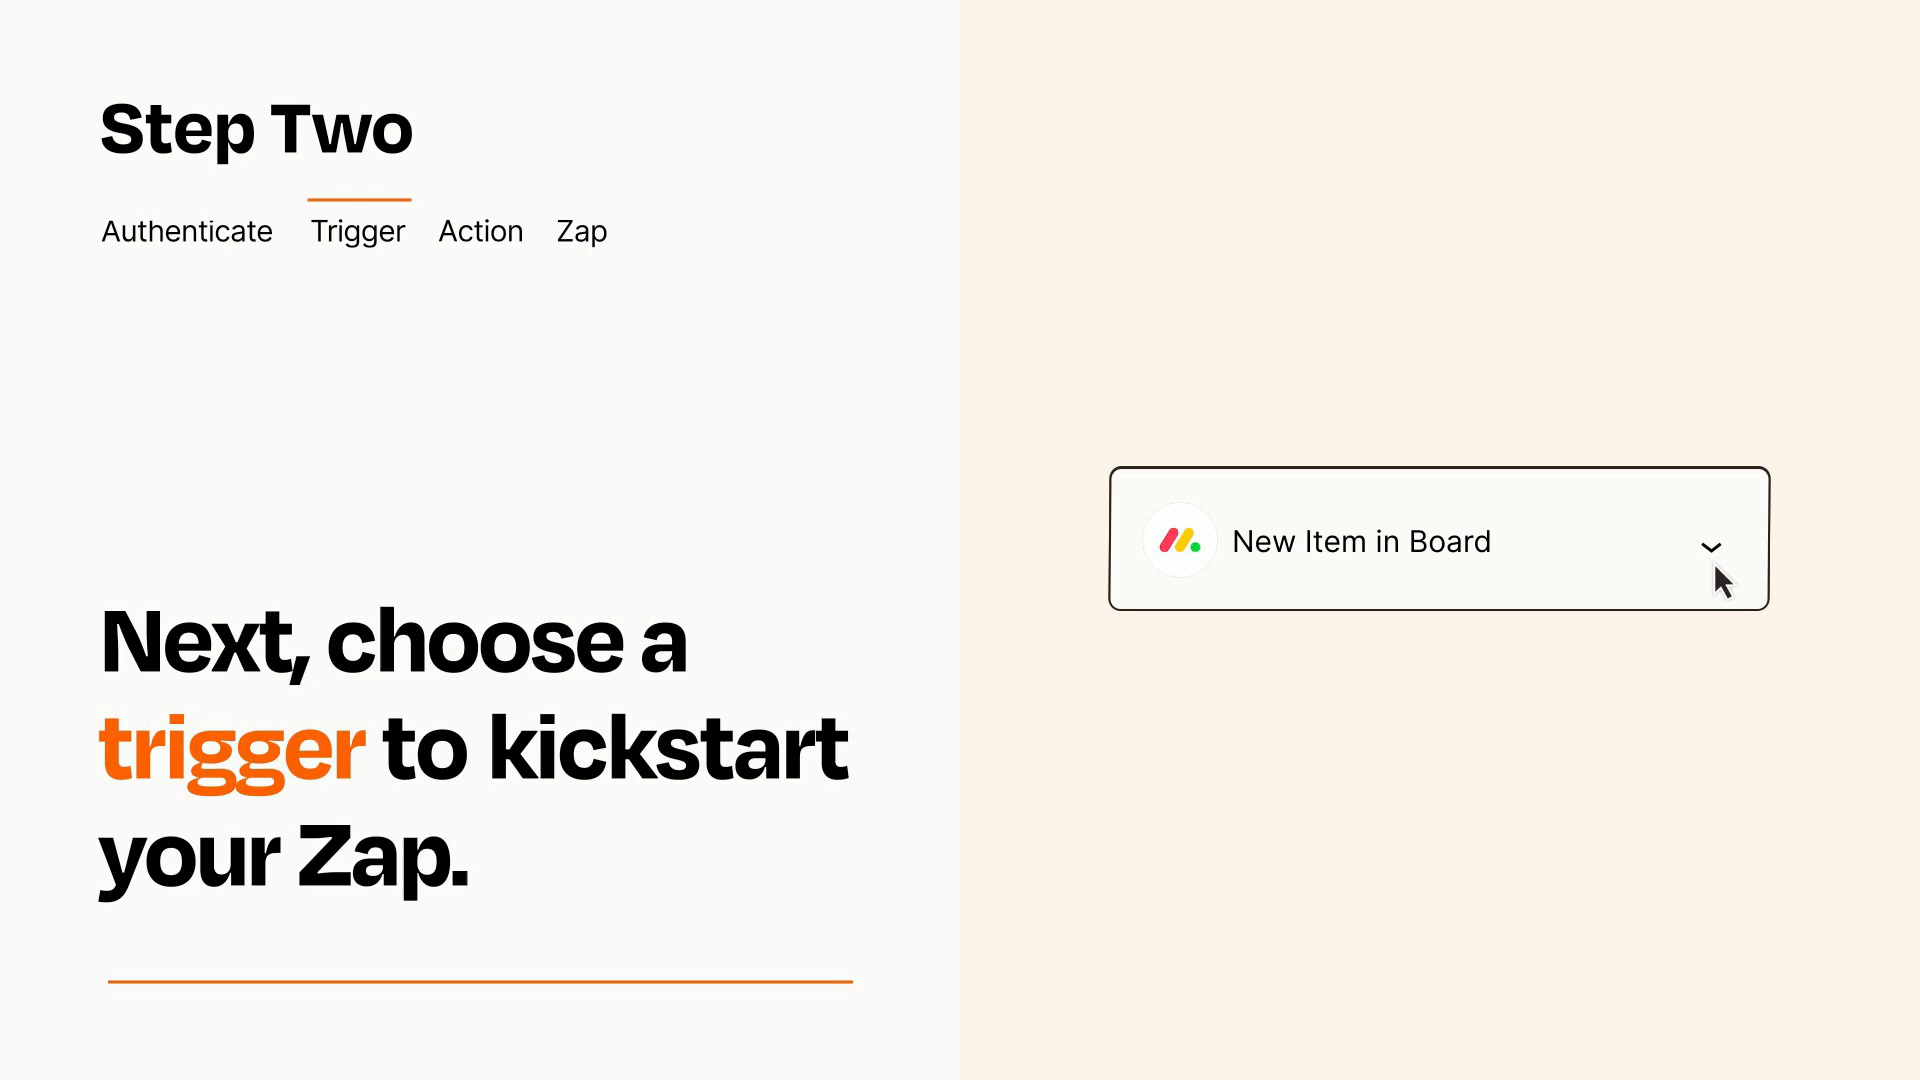 Step Two
Authenticate Trigger Action Zap
Next, choose a
trigger to kickstart
your Zap.
New Item in Board